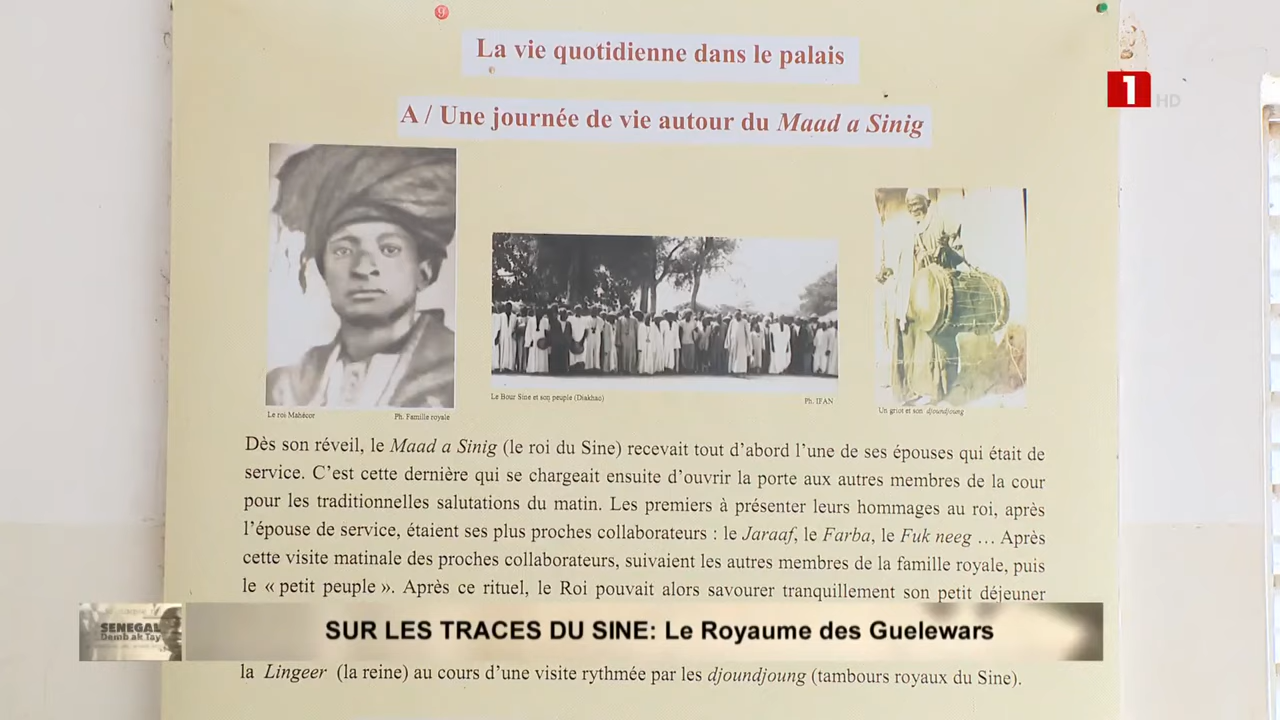 La vie quotidienne dans le palais
1 HD
A / Une journée de vie autour du Maad a Sinig
Le roi Mahécor
Ph. Famille royale
Le Bour Sine et son peuple (Diakhao)
Ph. IFAN
Un griot et son djoundjoung
Dès son réveil, le Maad a Sinig (le roi du Sine) recevait tout d'abord l'une de ses épouses qui était de
service. C'est cette dernière qui se chargeait ensuite d'ouvrir la porte aux autres membres de la cour
pour les traditionnelles salutations du matin. Les premiers à présenter leurs hommages au roi, après
l'épouse de service, étaient ses plus proches collaborateurs : le Jaraaf, le Farba, le Fuk neeg … Après
cette visite matinale des proches collaborateurs, suivaient les autres membres de la famille royale, puis
le « petit peuple ». Après ce rituel, le Roi pouvait alors savourer tranquillement son petit déjeuner
SENEGAL
Demb ak Tay
SUR LES TRACES DU SINE: Le Royaume des Guelewars
la Lingeer (la reine) au cours d'une visite rythmée par les djoundjoung (tambours royaux du Sine).